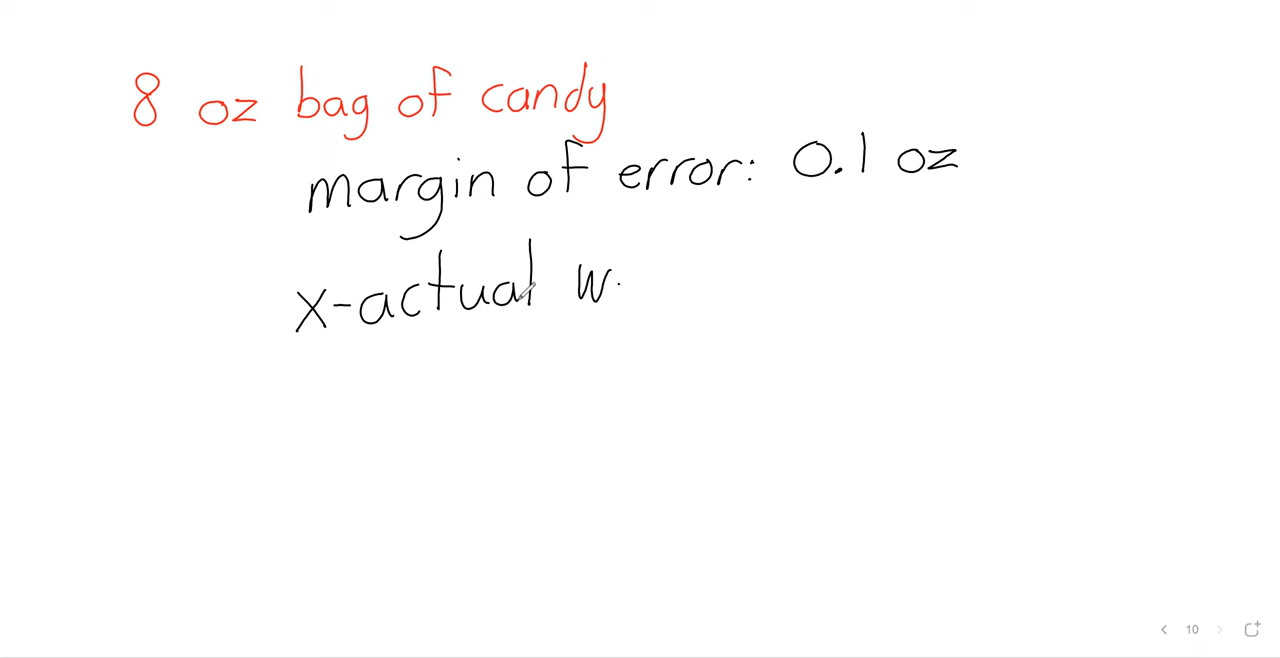 8 oz bag of candy
margin of error: 0.1 oz
x-actual w.
10